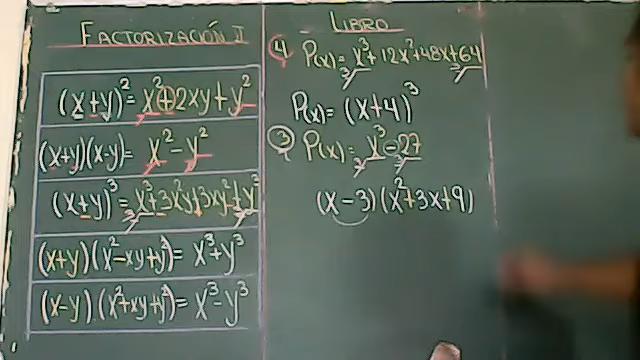 FACTORIZACIÓN I
(x+y)² = x²+2xy+y²
(x+y)(x-y) = x²-y²
(x+y)³ = x³+3x²y+3xy²+y³
(x+y)(x²-xy+y²) = x³+y³
(x-y)(x²+xy+y²) = x³-y³
LIBRO
4 P(x) = x³+12x²+48x+64
P(x) = (x+4)³
3 P(x) = x³-27
(x-3)(x²+3x+9)